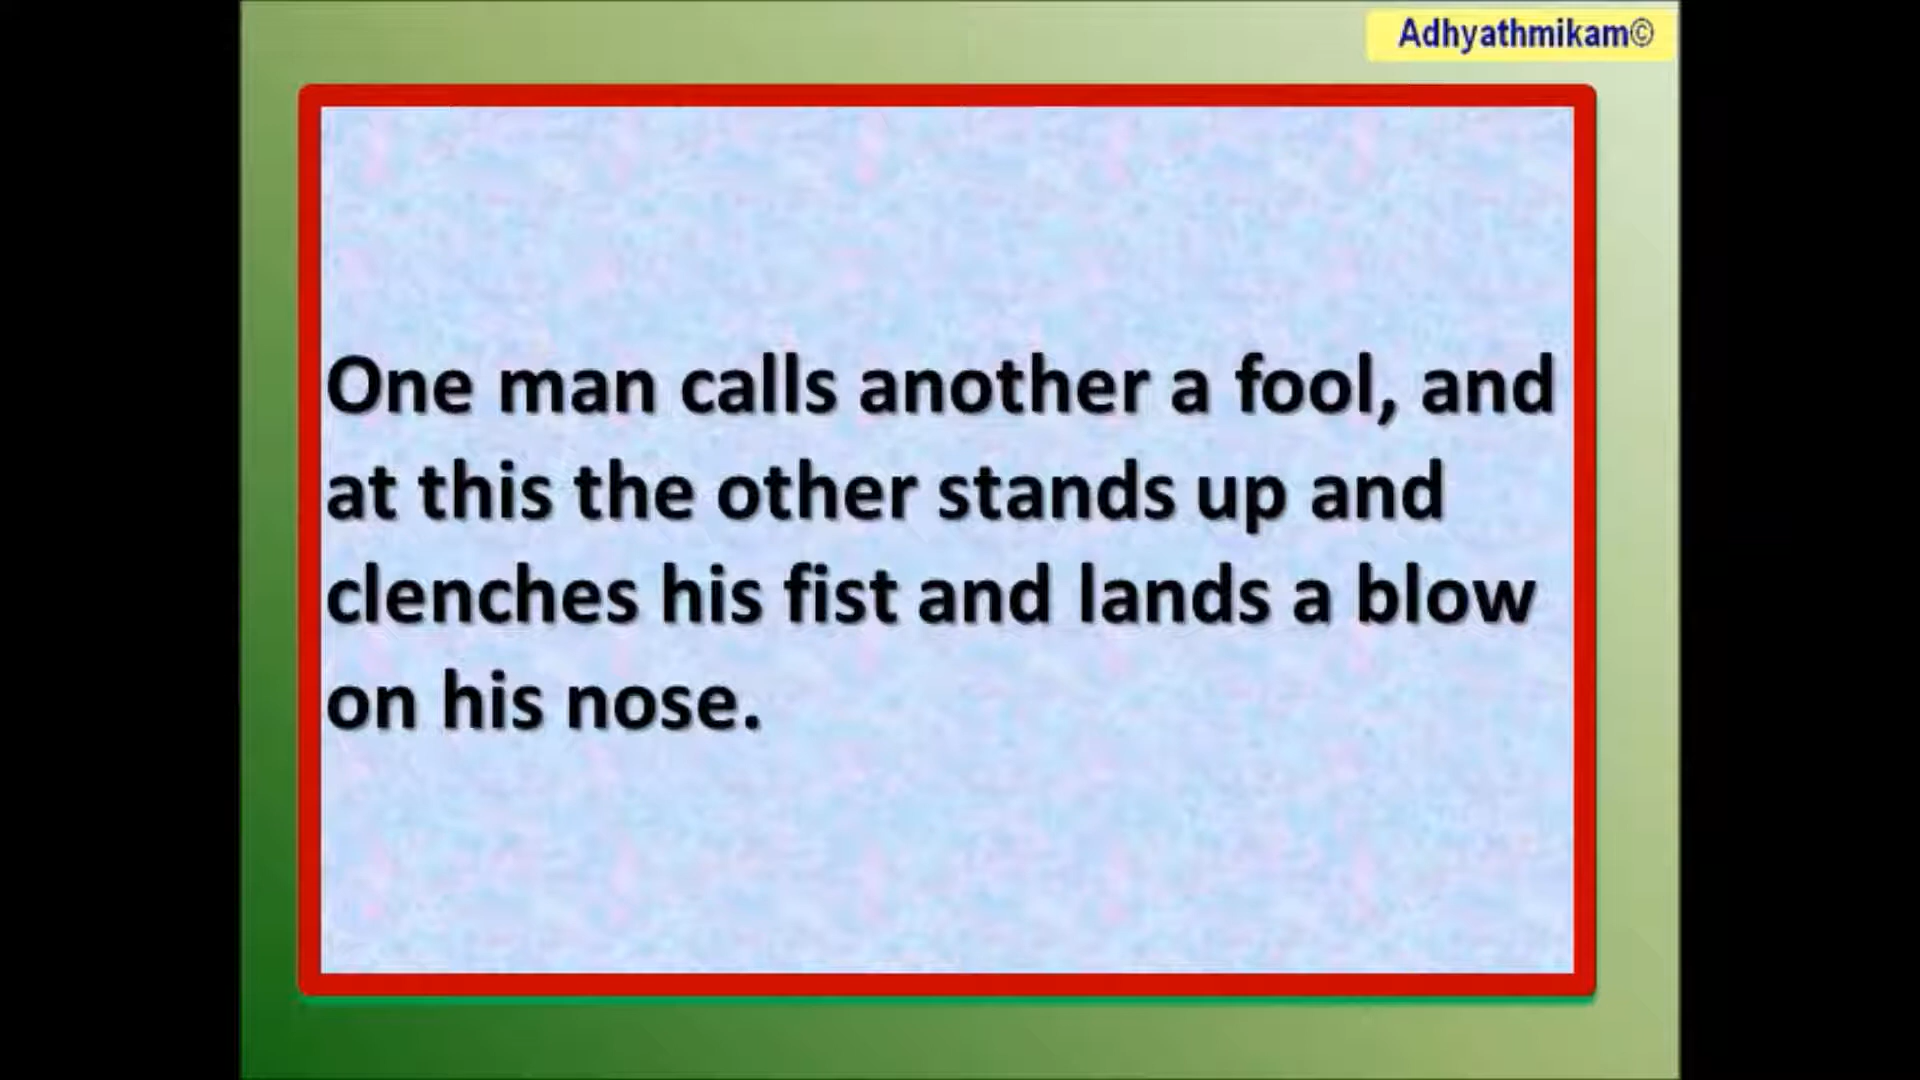 Adhyathmikam©
One man calls another a fool, and
at this the other stands up and
clenches his fist and lands a blow
on his nose.